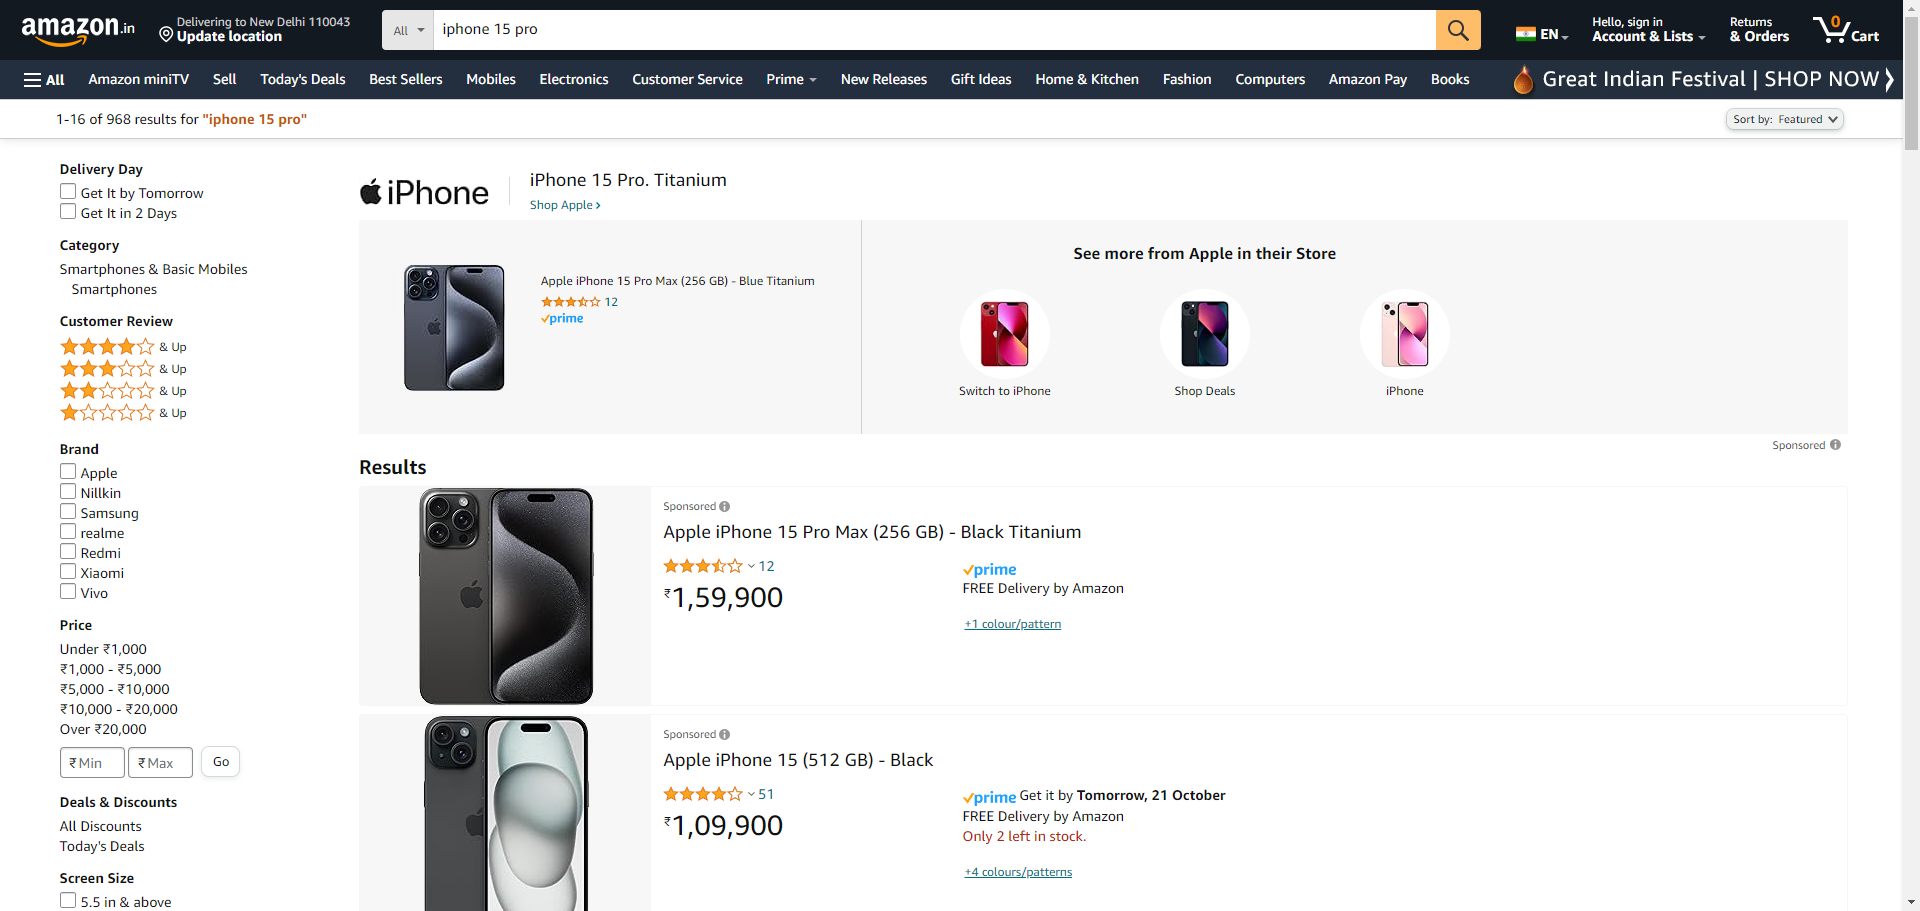 amazon.in
Delivering to New Delhi 110043
Update location
All
iphone 15 pro
EN
Hello, sign in
Account & Lists
Returns
& Orders
0
Cart
All
Amazon miniTV
Sell
Today's Deals
Best Sellers
Mobiles
Electronics
Customer Service
Prime
New Releases
Gift Ideas
Home & Kitchen
Fashion
Computers
Amazon Pay
Books
Great Indian Festival | SHOP NOW
1-16 of 968 results for "iphone 15 pro"
Sort by: Featured
Delivery Day
Get It by Tomorrow
Get It in 2 Days
Category
Smartphones & Basic Mobiles
Smartphones
Customer Review
& Up
& Up
& Up
& Up
Brand
Apple
Nillkin
Samsung
realme
Redmi
Xiaomi
Vivo
Price
Under ₹1,000
₹1,000 - ₹5,000
₹5,000 - ₹10,000
₹10,000 - ₹20,000
Over ₹20,000
₹ Min
₹ Max
Go
Deals & Discounts
All Discounts
Today's Deals
Screen Size
5.5 in & above
iPhone
iPhone 15 Pro. Titanium
Shop Apple ›
Apple iPhone 15 Pro Max (256 GB) - Blue Titanium
12
prime
See more from Apple in their Store
Switch to iPhone
Shop Deals
iPhone
Sponsored
Results
Sponsored
Apple iPhone 15 Pro Max (256 GB) - Black Titanium
12
₹1,59,900
prime
FREE Delivery by Amazon
+1 colour/pattern
Sponsored
Apple iPhone 15 (512 GB) - Black
51
₹1,09,900
prime Get it by Tomorrow, 21 October
FREE Delivery by Amazon
Only 2 left in stock.
+4 colours/patterns